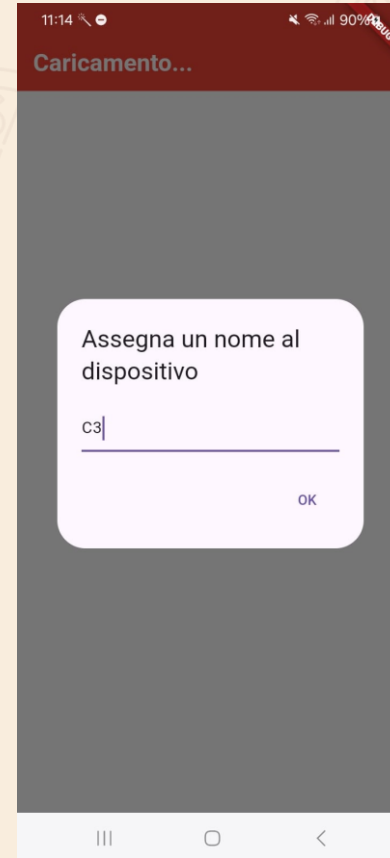 11:14 90%
Caricamento...
Assegna un nome al
dispositivo
C3
OK